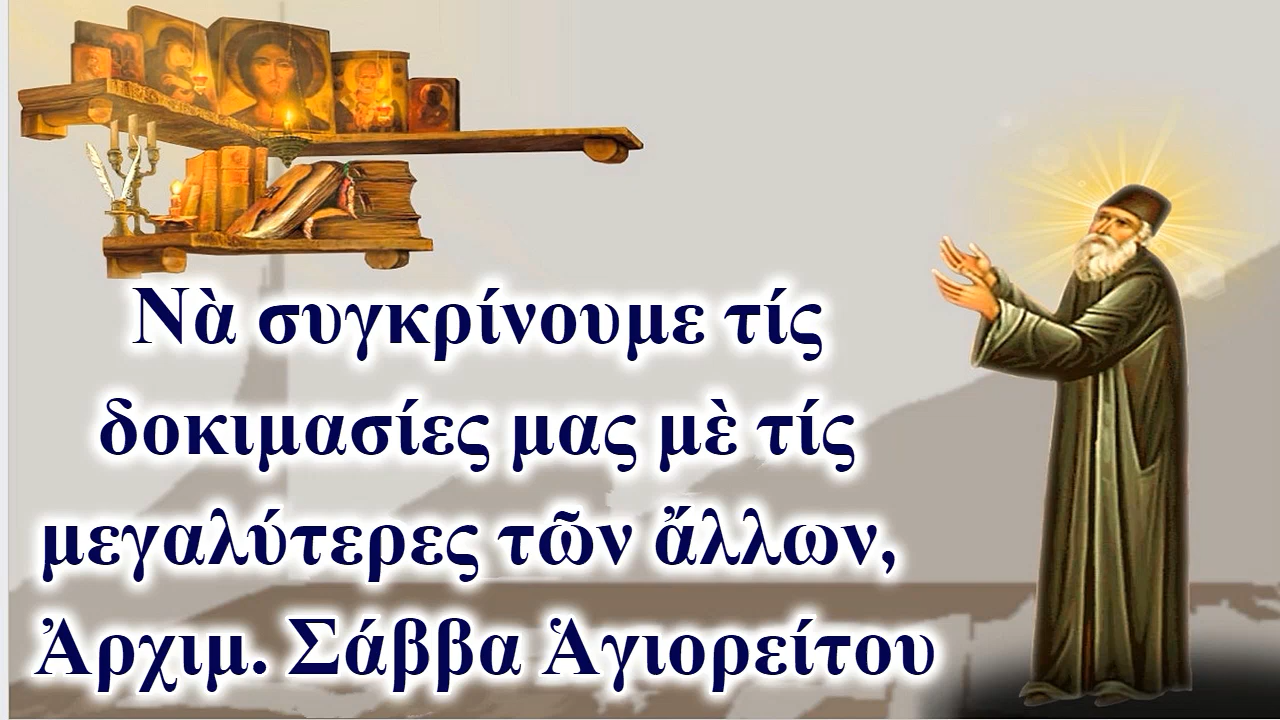 Νὰ συγκρίνουμε τίς
δοκιμασίες μας μὲ τίς
μεγαλύτερες τῶν ἄλλων,
Ἀρχιμ. Σάββα Ἁγιορείτου